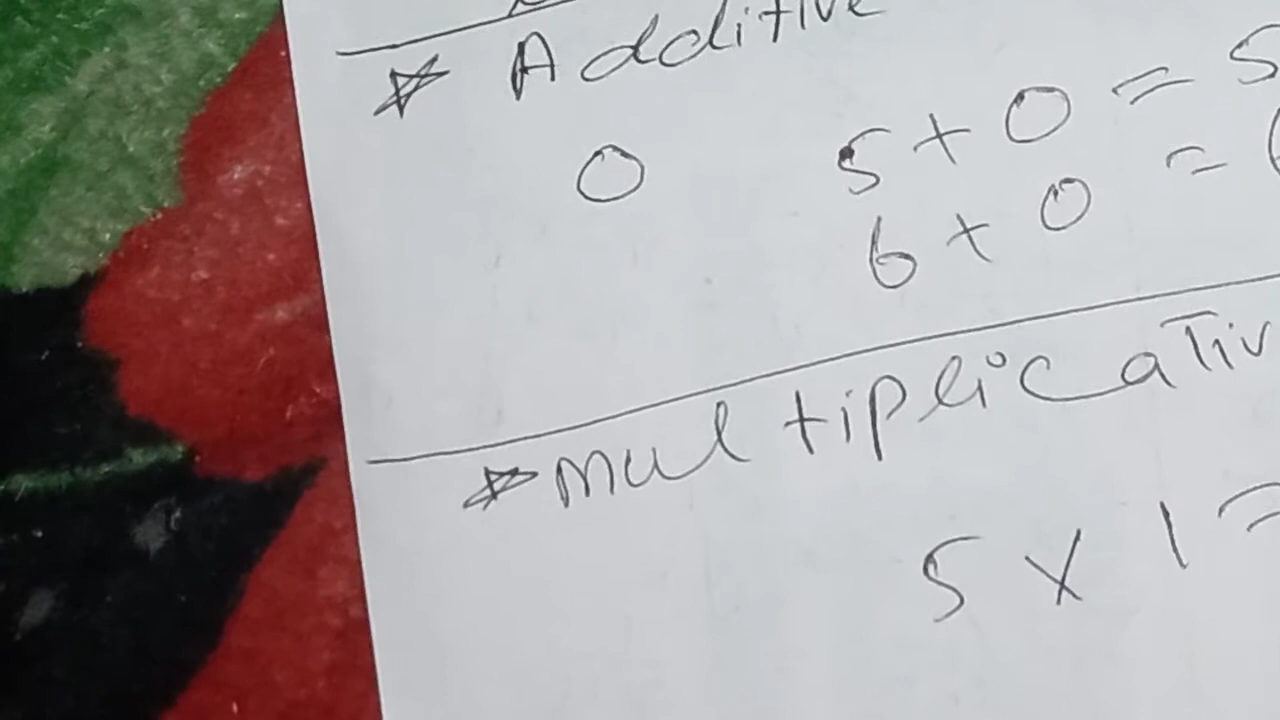 * Additive
0 5 + 0 = 5
6 + 0 =
* multiplicativ
5 x 1 =